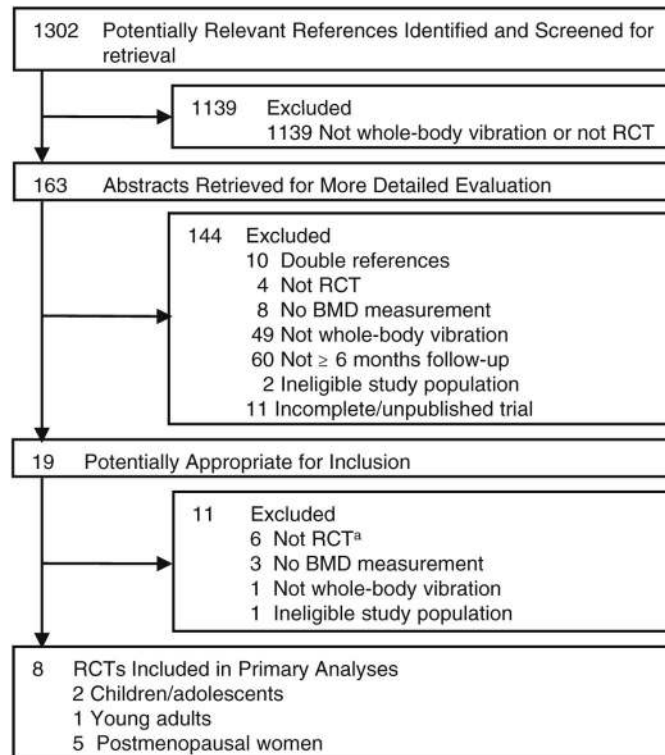 1302 Potentially Relevant References Identified and Screened for
retrieval
1139 Excluded
1139 Not whole-body vibration or not RCT
163 Abstracts Retrieved for More Detailed Evaluation
144 Excluded
10 Double references
4 Not RCT
8 No BMD measurement
49 Not whole-body vibration
60 Not ≥ 6 months follow-up
2 Ineligible study population
11 Incomplete/unpublished trial
19 Potentially Appropriate for Inclusion
11 Excluded
6 Not RCTᵃ
3 No BMD measurement
1 Not whole-body vibration
1 Ineligible study population
8 RCTs Included in Primary Analyses
2 Children/adolescents
1 Young adults
5 Postmenopausal women